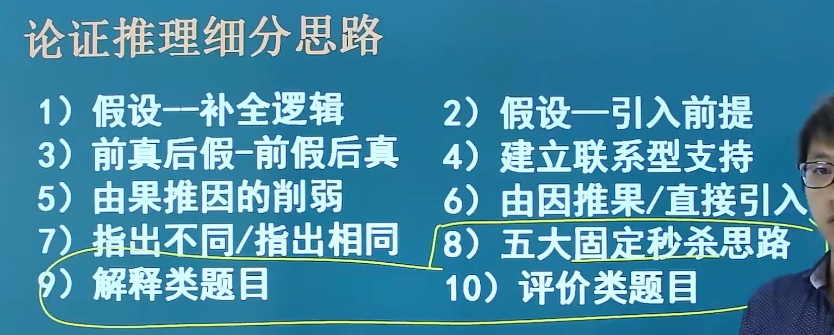 论证推理细分思路
1）假设--补全逻辑
2）假设—引入前提
3）前真后假-前假后真
4）建立联系型支持
5）由果推因的削弱
6）由因推果/直接引入
7）指出不同/指出相同
8）五大固定秒杀思路
9）解释类题目
10）评价类题目